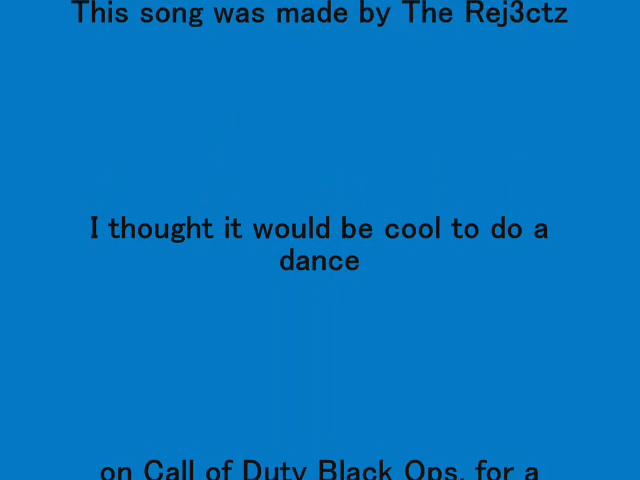 This song was made by The Rej3ctz
I thought it would be cool to do a
dance
on Call of Duty Black Ops, for a